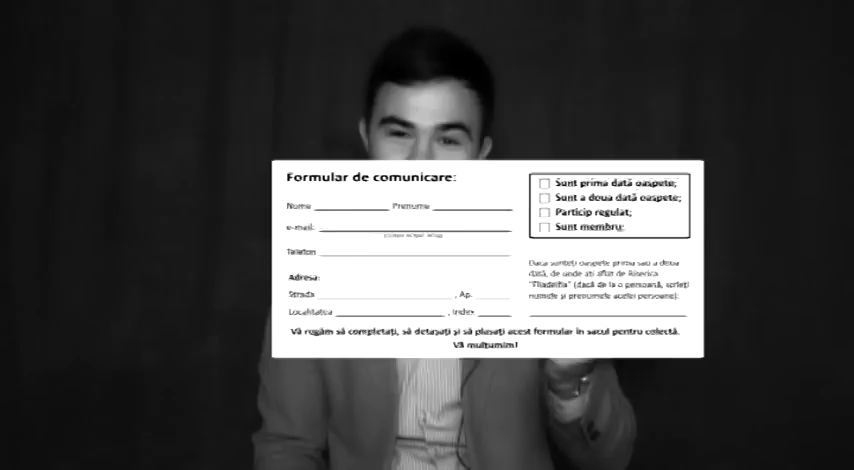 Formular de comunicare:
Nume Prenume
e-mail:
Telefon
Adresa:
Strada , Ap.
Localitatea , Index
Sunt prima dată oaspete;
Sunt a doua dată oaspete;
Particip regulat;
Sunt membru;
Dacă sunteți oaspete prima sau a doua
dată, de unde ați aflat de Biserica
"Filadelfia" (dacă de la o persoană, scrieți
numele și prenumele acelei persoane):
Vă rugăm să completați, să detașați și să plasați acest formular în sacul pentru colectă.
Vă mulțumim!